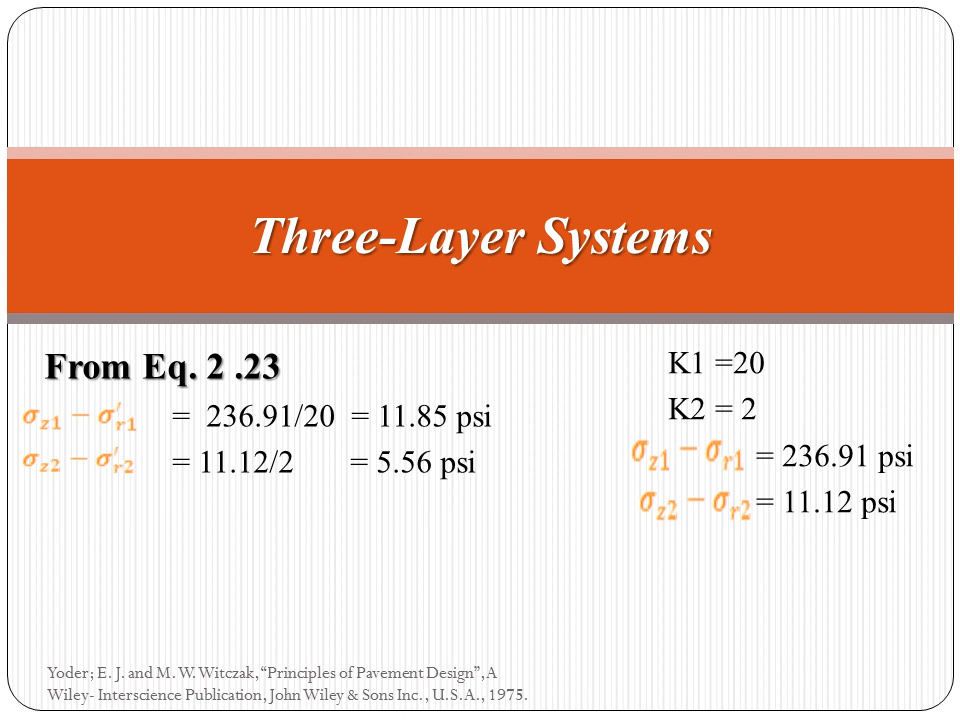 Three-Layer Systems
From Eq. 2 .23
σz1 − σ′r1 = 236.91/20 = 11.85 psi
σz2 − σ′r2 = 11.12/2 = 5.56 psi
K1 =20
K2 = 2
σz1 − σr1 = 236.91 psi
σz2 − σr2 = 11.12 psi
Yoder; E. J. and M. W. Witczak, “Principles of Pavement Design”, A
Wiley- Interscience Publication, John Wiley & Sons Inc., U.S.A., 1975.